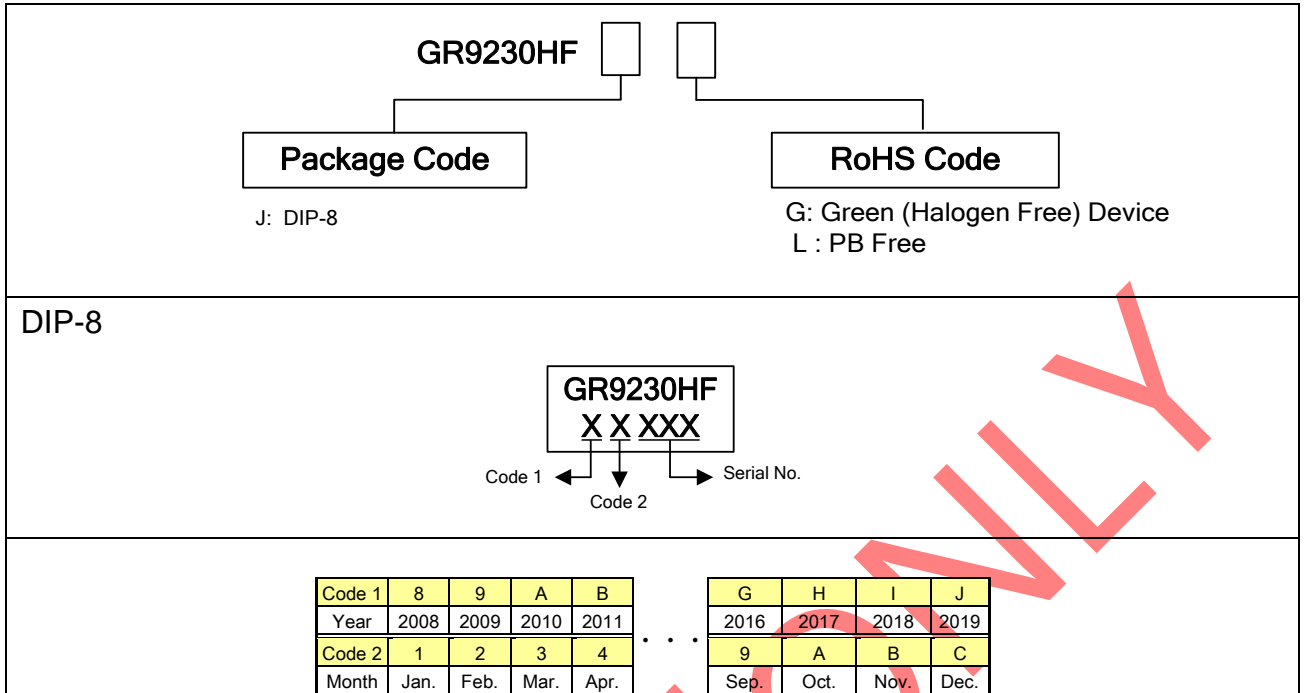 GR9230HF
Package Code
RoHS Code
J: DIP-8
G: Green (Halogen Free) Device
L : PB Free
DIP-8
GR9230HF
X X XXX
Code 1
Code 2
Serial No.
Code 1 8 9 A B G H I J
Year 2008 2009 2010 2011 . . . 2016 2017 2018 2019
Code 2 1 2 3 4 9 A B C
Month Jan. Feb. Mar. Apr. Sep. Oct. Nov. Dec.
ONLY